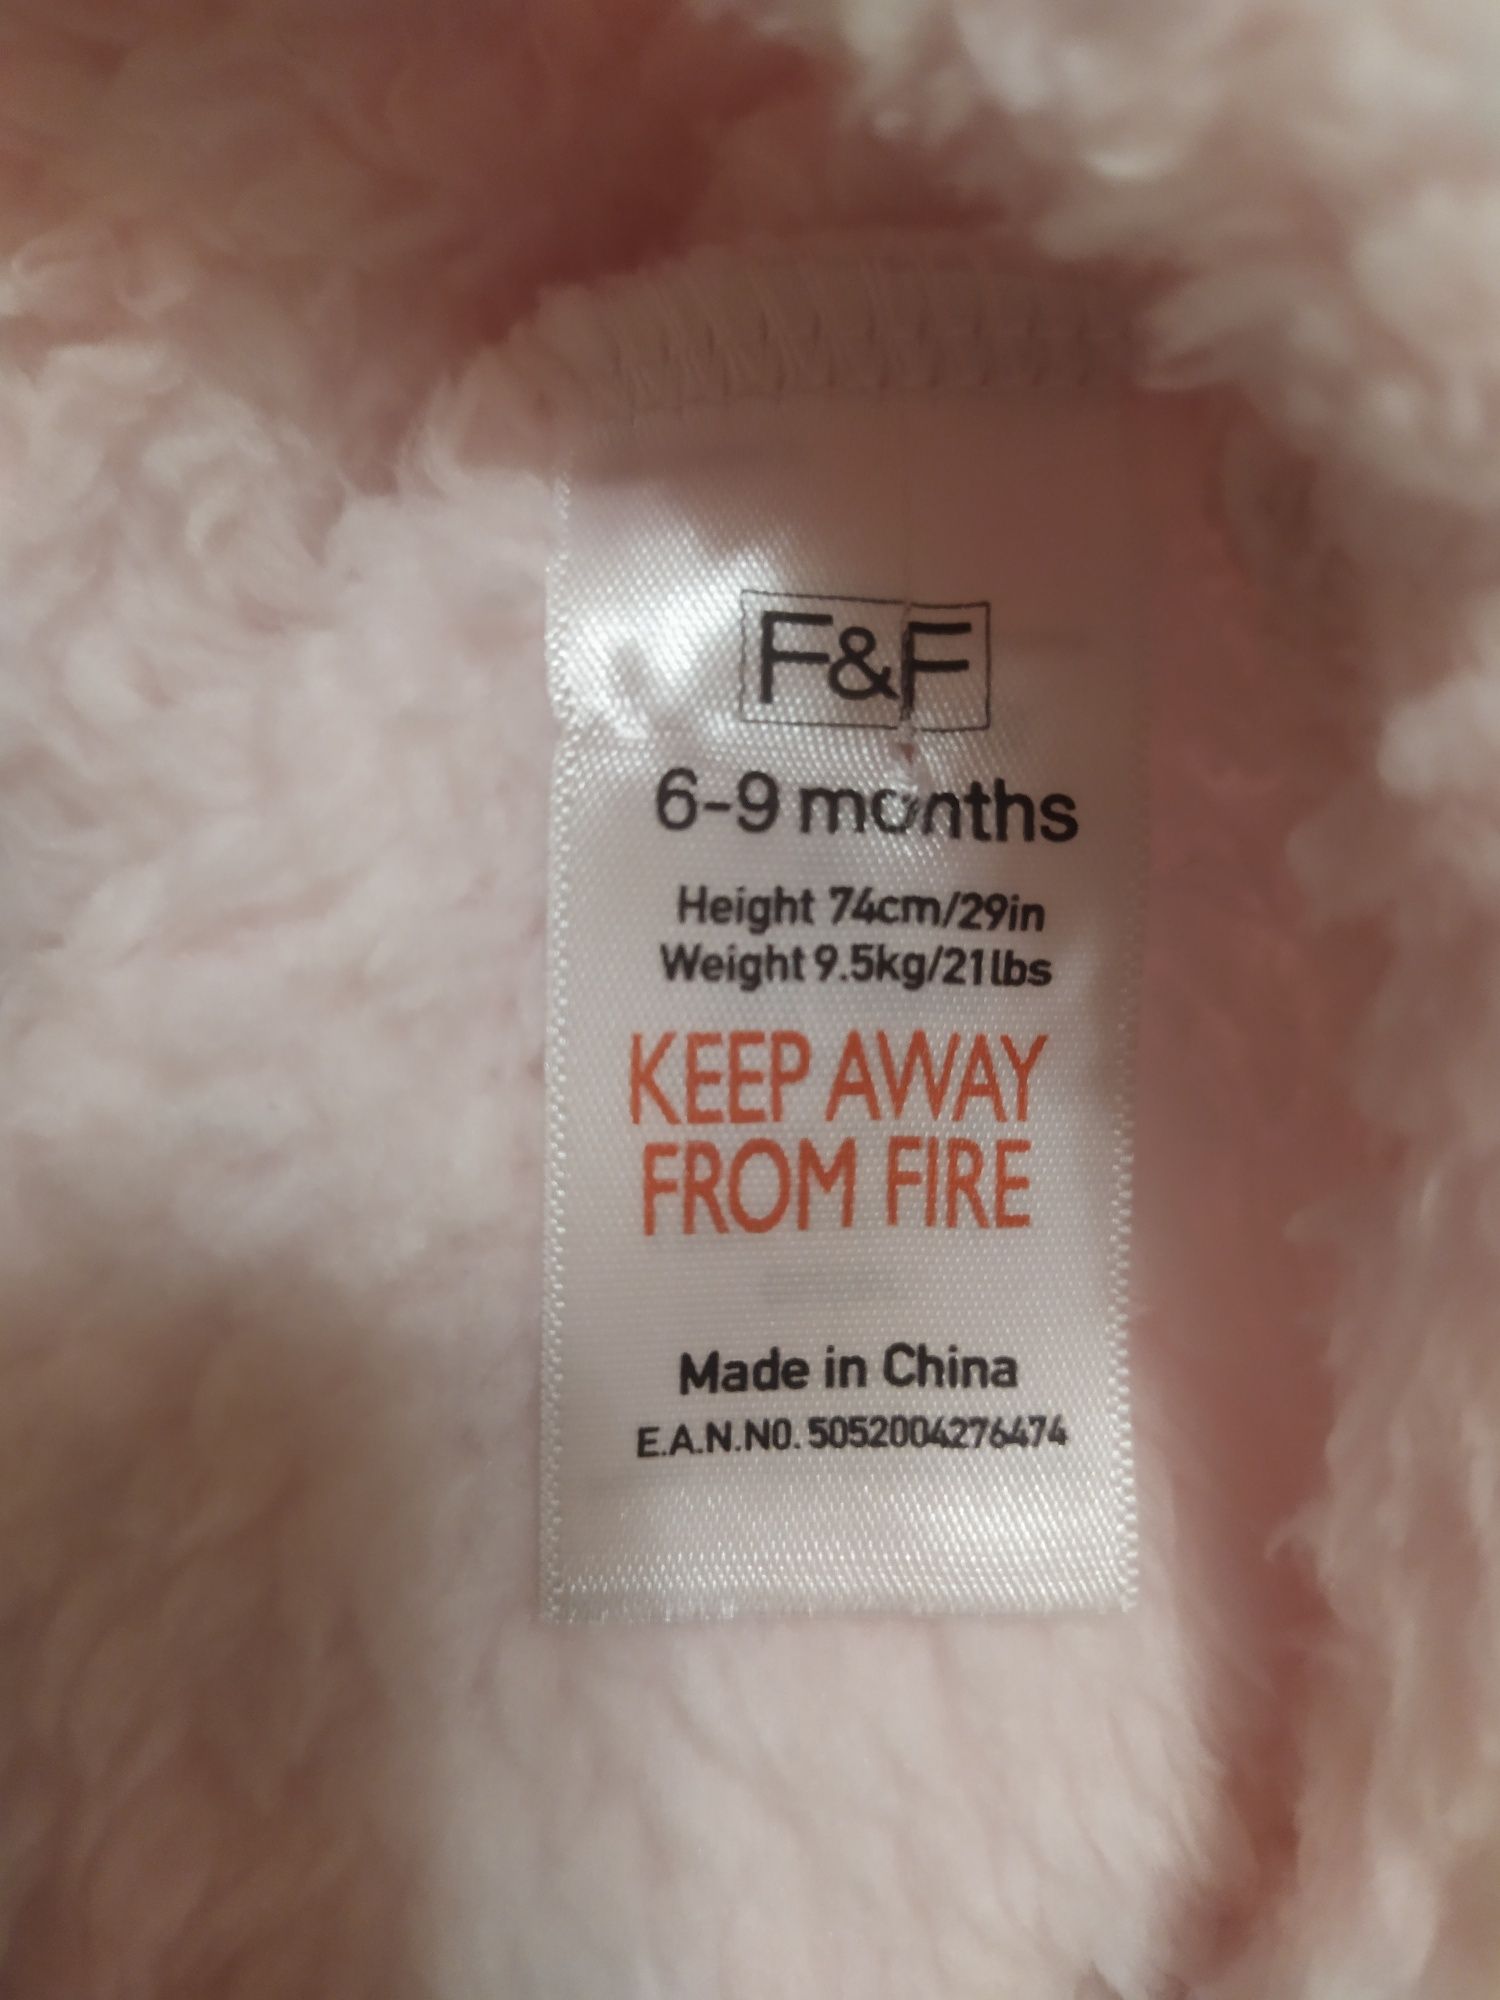 F&F
6-9 months
Height 74cm/29in
Weight 9.5kg/21lbs
KEEP AWAY
FROM FIRE
Made in China
E.A.N.NO. 5052004276474